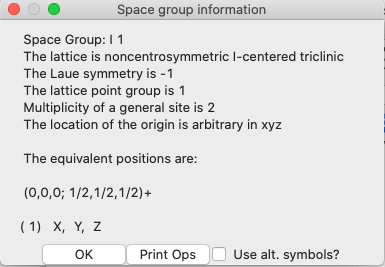 Space group information
Space Group: I 1
The lattice is noncentrosymmetric I-centered triclinic
The Laue symmetry is -1
The lattice point group is 1
Multiplicity of a general site is 2
The location of the origin is arbitrary in xyz
The equivalent positions are:
(0,0,0; 1/2,1/2,1/2)+
( 1) X, Y, Z
OK Print Ops Use alt. symbols?